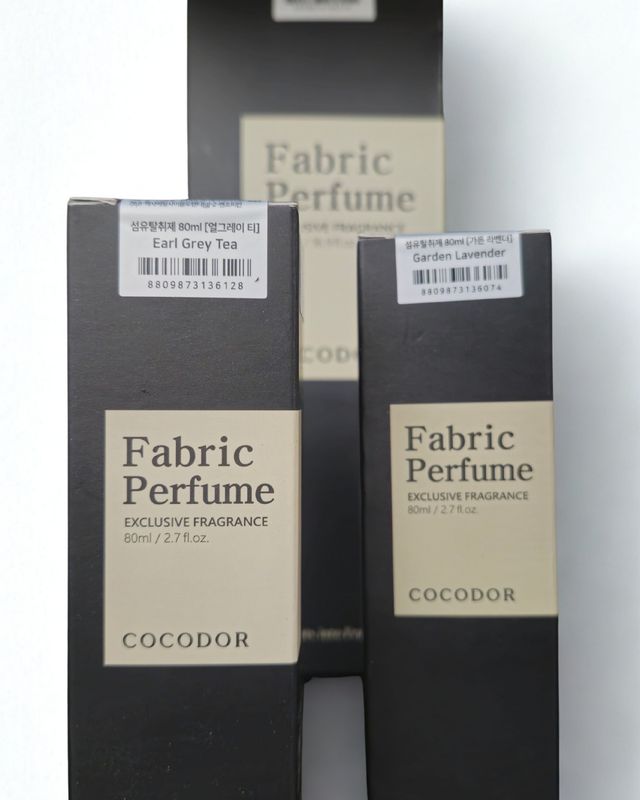 Fabric
Perfume
섬유탈취제 80ml [얼그레이 티]
Earl Grey Tea
8809873136128
Fabric
Perfume
EXCLUSIVE FRAGRANCE
80ml / 2.7 fl.oz.
COCODOR
섬유탈취제 80ml [가든 라벤더]
Garden Lavender
8809873136074
Fabric
Perfume
EXCLUSIVE FRAGRANCE
80ml / 2.7 fl.oz.
COCODOR